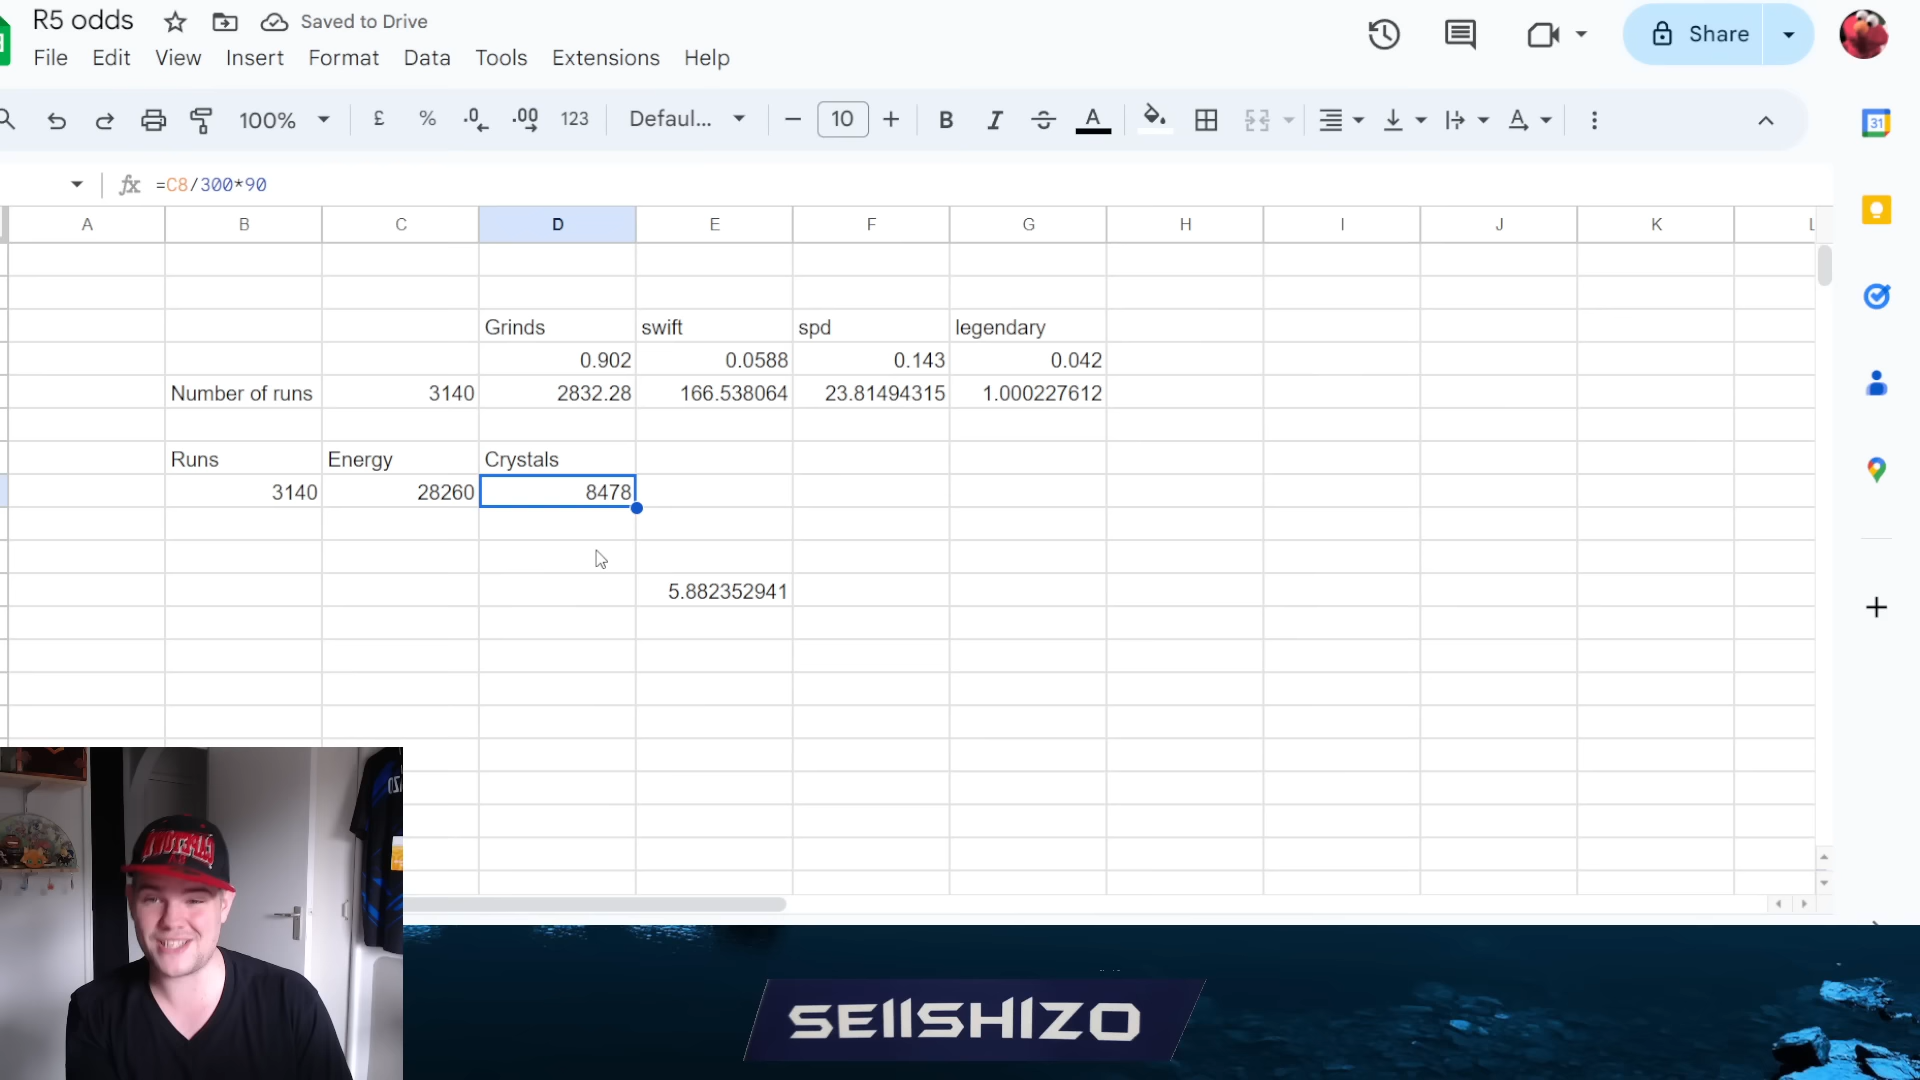 R5 odds Saved to Drive
Share
File Edit View Insert Format Data Tools Extensions Help
100% £ % .0 .00 123 Defaul... 10 B I A
31
fx =C8/300*90
A B C D E F G H I J K L
Grinds swift spd legendary
0.902 0.0588 0.143 0.042
Number of runs 3140 2832.28 166.538064 23.81494315 1.000227612
Runs Energy Crystals
3140 28260 8478
5.882352941
SEIISHIZO